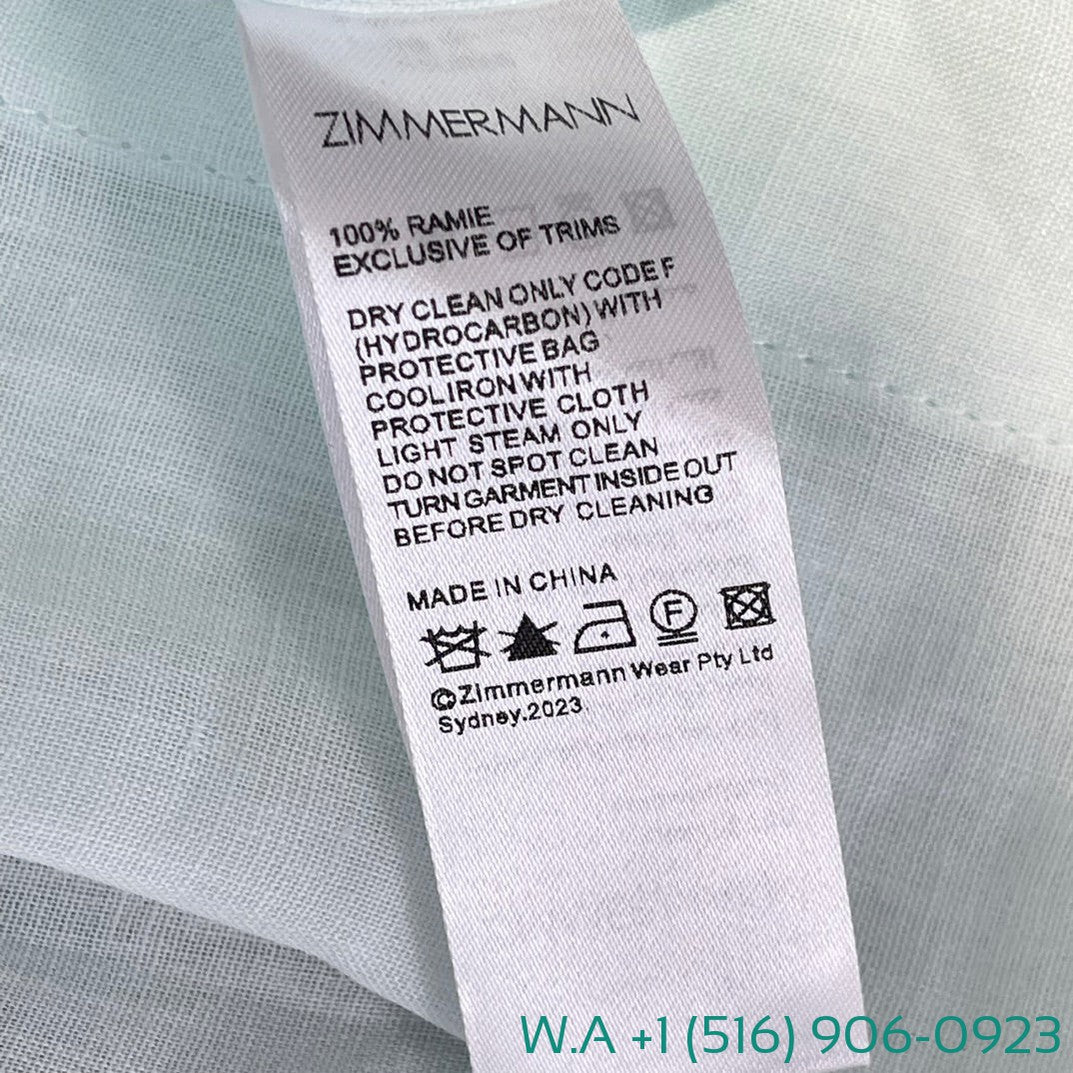 ZIMMERMANN
100% RAMIE
EXCLUSIVE OF TRIMS
DRY CLEAN ONLY CODE F
(HYDROCARBON) WITH
PROTECTIVE BAG
COOL IRON WITH
PROTECTIVE CLOTH
LIGHT STEAM ONLY
DO NOT SPOT CLEAN
TURN GARMENT INSIDE OUT
BEFORE DRY CLEANING
MADE IN CHINA
F
©Zimmermann Wear Pty Ltd
Sydney.2023
W.A +1 (516) 906-0923